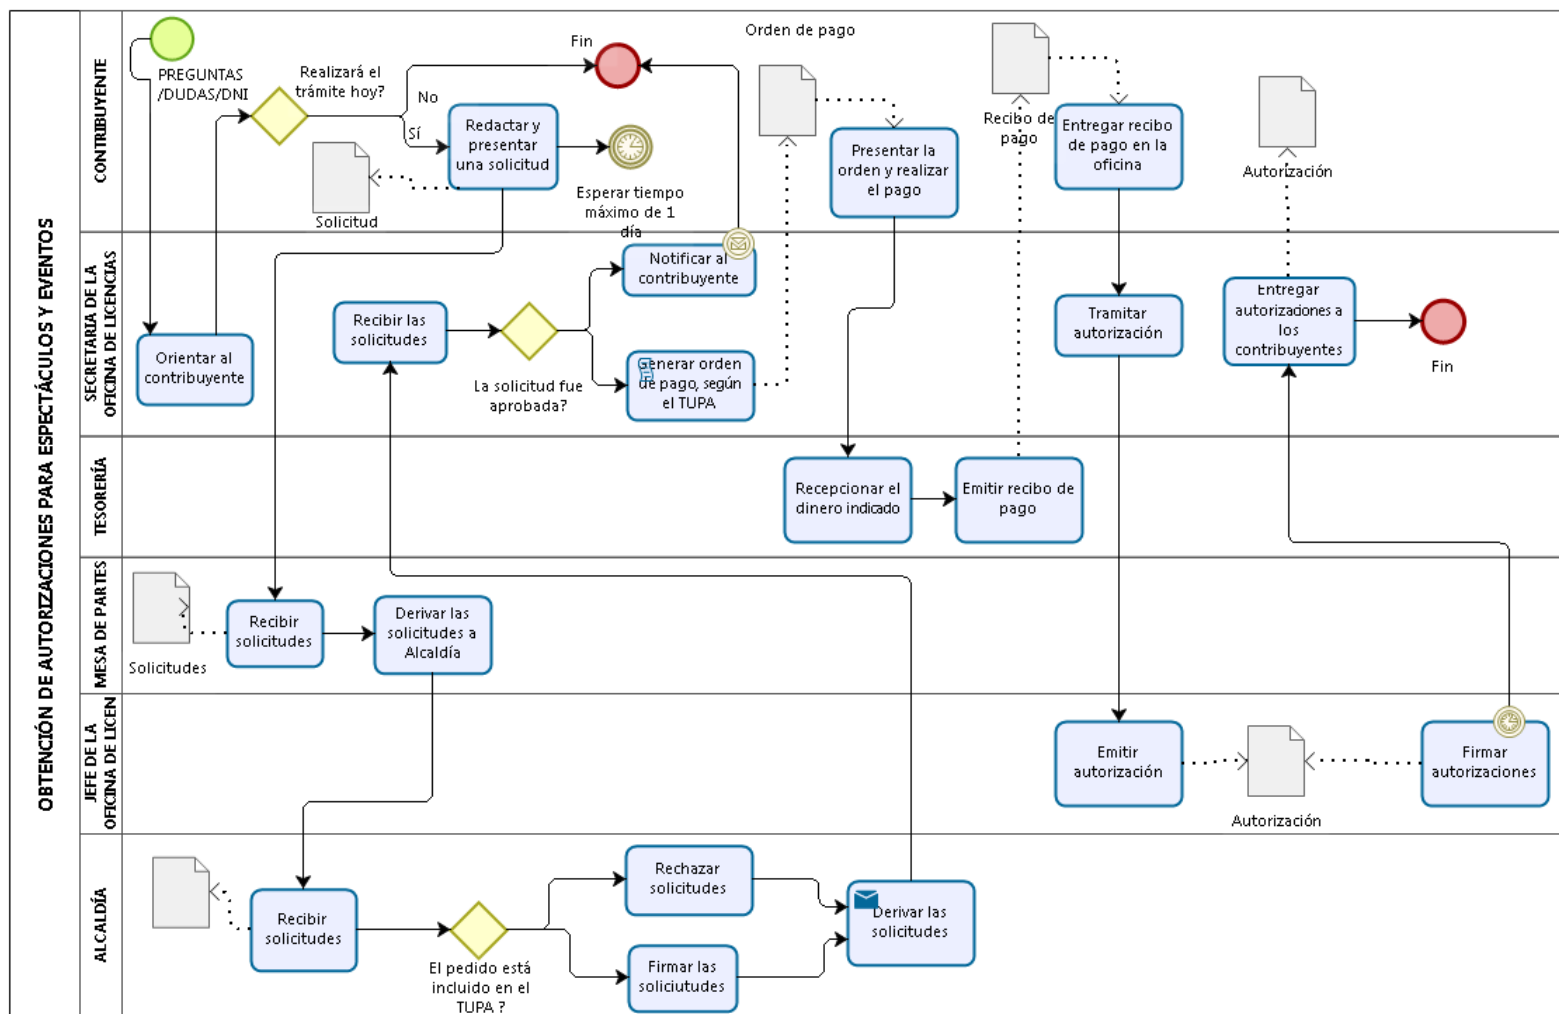 OBTENCIÓN DE AUTORIZACIONES PARA ESPECTÁCULOS Y EVENTOS
CONTRIBUYENTE
PREGUNTAS
/DUDAS/DNI
Realizará el
trámite hoy?
No
Sí
Fin
Redactar y
presentar
una solicitud
Solicitud
Esperar tiempo
máximo de 1
día
Orden de pago
Presentar la
orden y realizar
el pago
Recibo de
pago
Entregar recibo
de pago en la
oficina
Autorización
SECRETARIA DE LA
OFICINA DE LICENCIAS
Orientar al
contribuyente
Recibir las
solicitudes
La solicitud fue
aprobada?
Notificar al
contribuyente
Generar orden
de pago, según
el TUPA
Tramitar
autorización
Entregar
autorizaciones a
los
contribuyentes
Fin
TESORERÍA
Recepcionar el
dinero indicado
Emitir recibo de
pago
MESA DE PARTES
Solicitudes
Recibir
solicitudes
Derivar las
solicitudes a
Alcaldía
JEFE DE LA
OFICINA DE LICEN
Emitir
autorización
Autorización
Firmar
autorizaciones
ALCALDÍA
Recibir
solicitudes
El pedido está
incluido en el
TUPA ?
Rechazar
solicitudes
Firmar las
soliciutudes
Derivar las
solicitudes